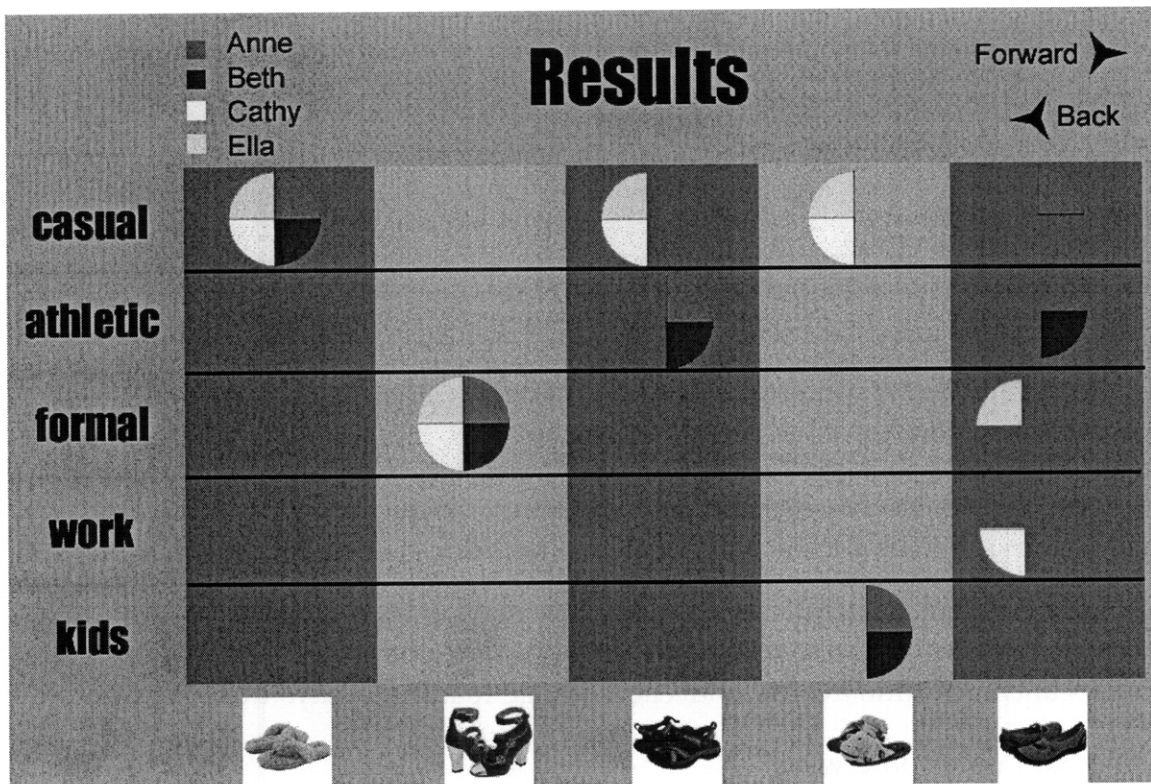 Anne
Beth
Cathy
Ella
Results
Forward
Back
casual
athletic
formal
work
kids